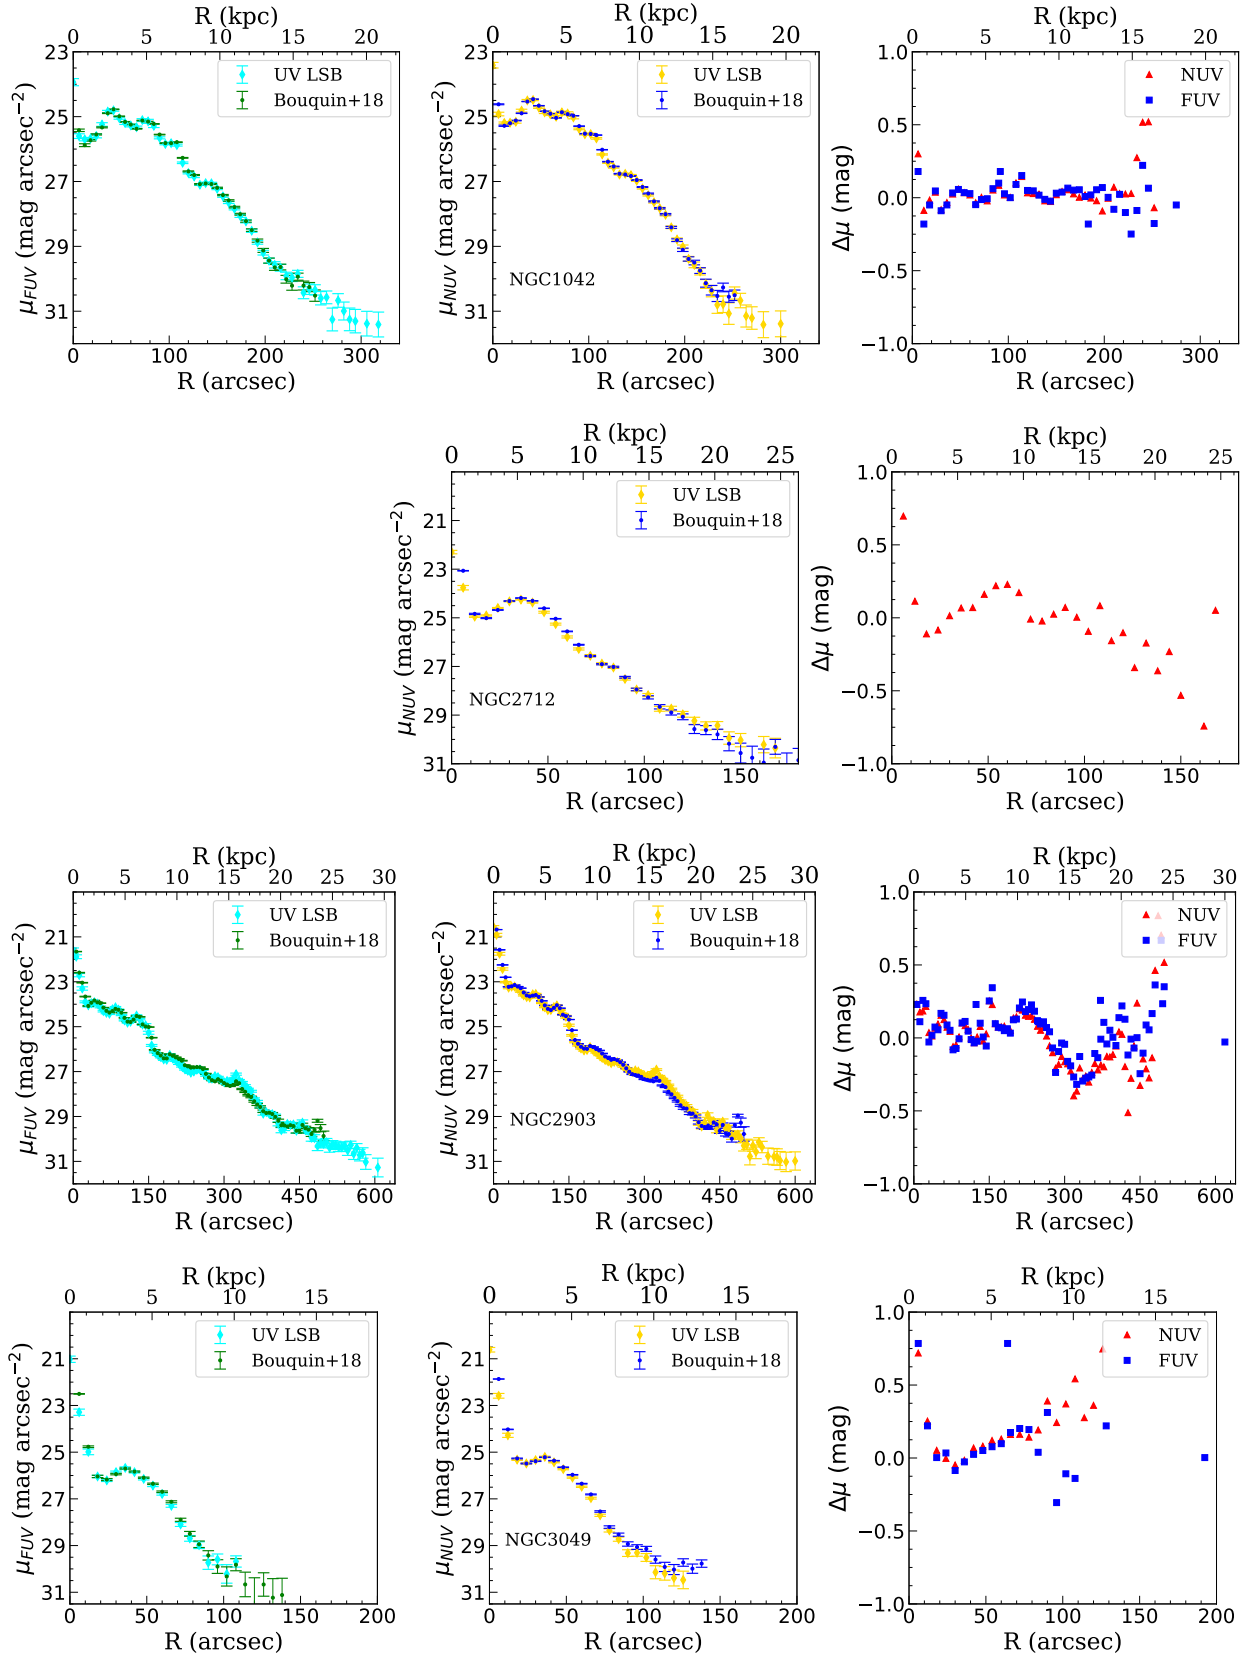 R (kpc) R (kpc) R (kpc)
0 5 10 15 20 0 5 10 15 20 0 5 10 15 20
23 23 1.0
UV LSB UV LSB NUV
Bouquin+18 Bouquin+18 FUV
25 25 0.5
27 27 0.0
29 29 −0.5
NGC1042
31 31 −1.0
μFUV (mag arcsec−2) μNUV (mag arcsec−2) Δμ (mag)
0 100 200 300 0 100 200 300 0 100 200 300
R (arcsec) R (arcsec) R (arcsec)
R (kpc) R (kpc)
0 5 10 15 20 25 0 5 10 15 20 25
1.0
UV LSB
Bouquin+18
21 0.5
23
25 0.0
27 −0.5
NGC2712
29
31 −1.0
μNUV (mag arcsec−2) Δμ (mag)
0 50 100 150 0 50 100 150
R (arcsec) R (arcsec)
R (kpc) R (kpc) R (kpc)
0 5 10 15 20 25 30 0 5 10 15 20 25 30 0 5 10 15 20 25 30
1.0
UV LSB UV LSB NUV
Bouquin+18 Bouquin+18 FUV
21 21 0.5
23 23
25 25 0.0
27 27
29 29 −0.5
NGC2903
31 31 −1.0
μFUV (mag arcsec−2) μNUV (mag arcsec−2) Δμ (mag)
0 150 300 450 600 0 150 300 450 600 0 150 300 450 600
R (arcsec) R (arcsec) R (arcsec)
R (kpc) R (kpc) R (kpc)
0 5 10 15 0 5 10 15 0 5 10 15
1.0
UV LSB UV LSB NUV
Bouquin+18 Bouquin+18 FUV
21 21 0.5
23 23
25 25 0.0
27 27
29 29 −0.5
NGC3049
31 31 −1.0
μFUV (mag arcsec−2) μNUV (mag arcsec−2) Δμ (mag)
0 50 100 150 200 0 50 100 150 200 0 50 100 150 200
R (arcsec) R (arcsec) R (arcsec)